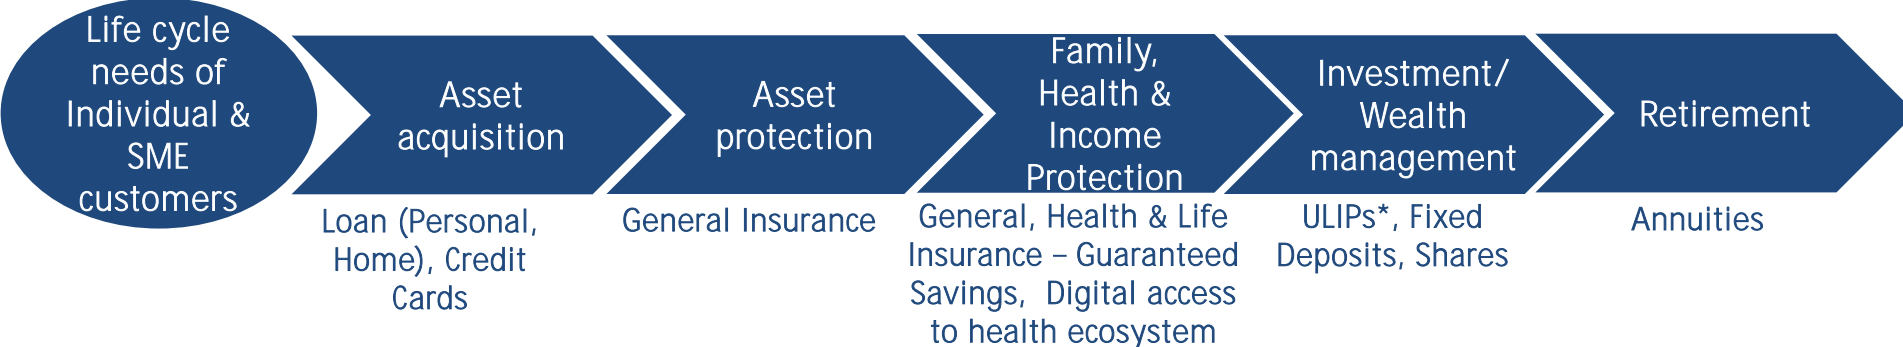 Life cycle
needs of
Individual &
SME
customers
Asset
acquisition
Loan (Personal,
Home), Credit
Cards
Asset
protection
General Insurance
Family,
Health &
Income
Protection
General, Health & Life
Insurance – Guaranteed
Savings,  Digital access
to health ecosystem
Investment/
Wealth
management
ULIPs*, Fixed
Deposits, Shares
Retirement
Annuities